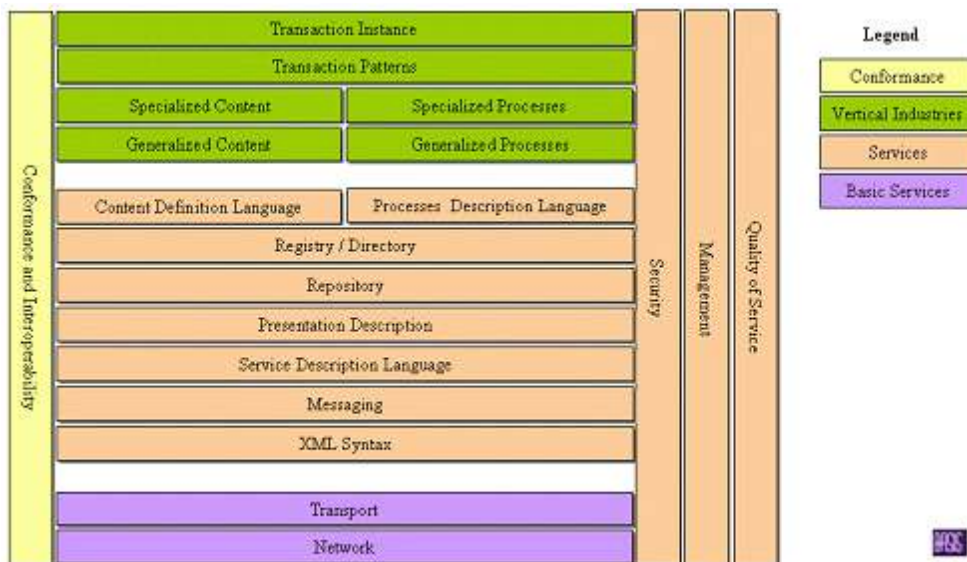 Transaction Instance
Transaction Patterns
Specialized Content
Specialized Processes
Generalized Content
Generalized Processes
Content Definition Language
Processes Description Language
Registry / Directory
Repository
Presentation Description
Service Description Language
Messaging
XML Syntax
Transport
Network
Conformance and Interoperability
Security
Management
Quality of Service
Legend
Conformance
Vertical Industries
Services
Basic Services